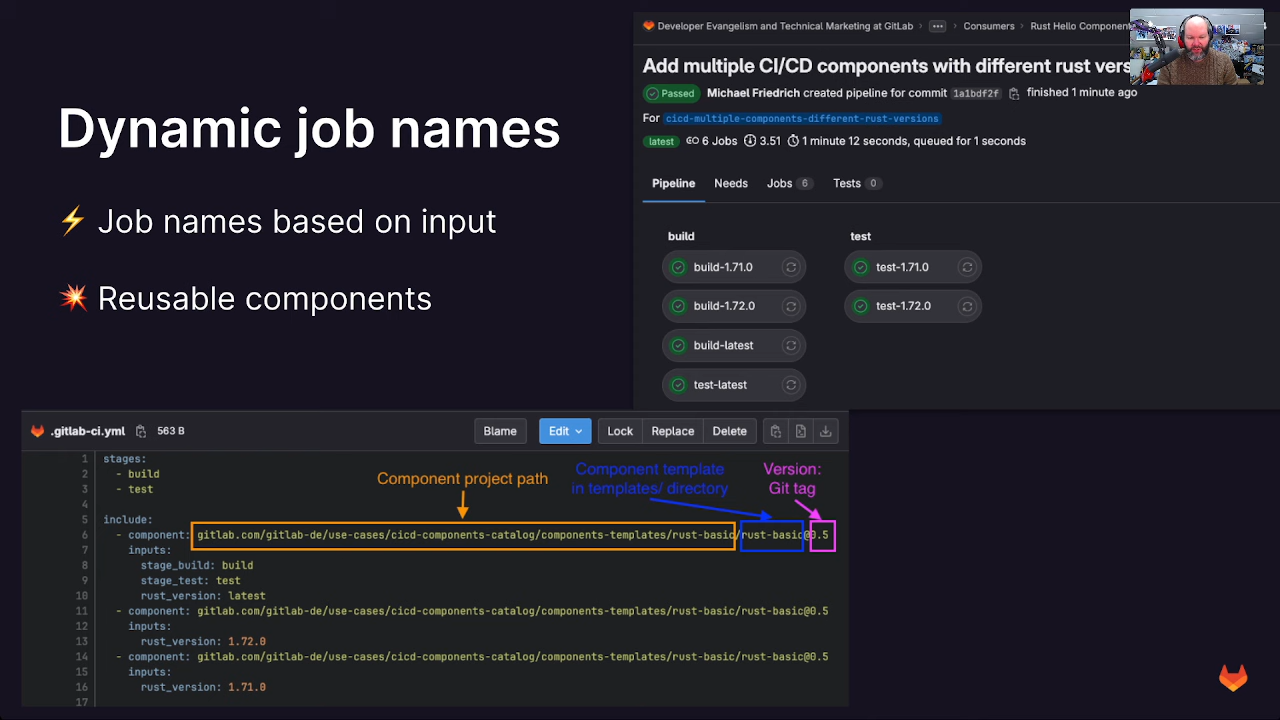 Dynamic job names
⚡ Job names based on input
💥 Reusable components
Developer Evangelism and Technical Marketing at GitLab > ... > Consumers > Rust Hello
Add multiple CI/CD components with different rust
Passed Michael Friedrich created pipeline for commit 1a1bdf2f finished 1 minute ago
For cicd-multiple-components-different-rust-versions
latest 6 Jobs 3.51 1 minute 12 seconds, queued for 1 seconds
Pipeline Needs Jobs 6 Tests 0
build test
build-1.71.0 test-1.71.0
build-1.72.0 test-1.72.0
build-latest
test-latest
.gitlab-ci.yml 563 B Blame Edit Lock Replace Delete
Component project path
Component template
in templates/ directory
Version:
Git tag
1 stages:
2 - build
3 - test
4
5 include:
6 - component: gitlab.com/gitlab-de/use-cases/cicd-components-catalog/components-templates/rust-basic/rust-basic@0.5
7 inputs:
8 stage_build: build
9 stage_test: test
10 rust_version: latest
11 - component: gitlab.com/gitlab-de/use-cases/cicd-components-catalog/components-templates/rust-basic/rust-basic@0.5
12 inputs:
13 rust_version: 1.72.0
14 - component: gitlab.com/gitlab-de/use-cases/cicd-components-catalog/components-templates/rust-basic/rust-basic@0.5
15 inputs:
16 rust_version: 1.71.0
17